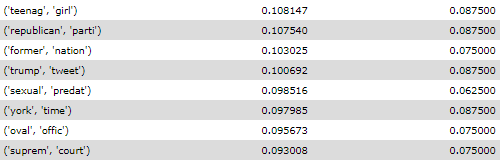 ('teenag', 'girl') 0.108147 0.087500
('republican', 'parti') 0.107540 0.087500
('former', 'nation') 0.103025 0.075000
('trump', 'tweet') 0.100692 0.087500
('sexual', 'predat') 0.098516 0.062500
('york', 'time') 0.097985 0.087500
('oval', 'offic') 0.095673 0.075000
('suprem', 'court') 0.093008 0.075000